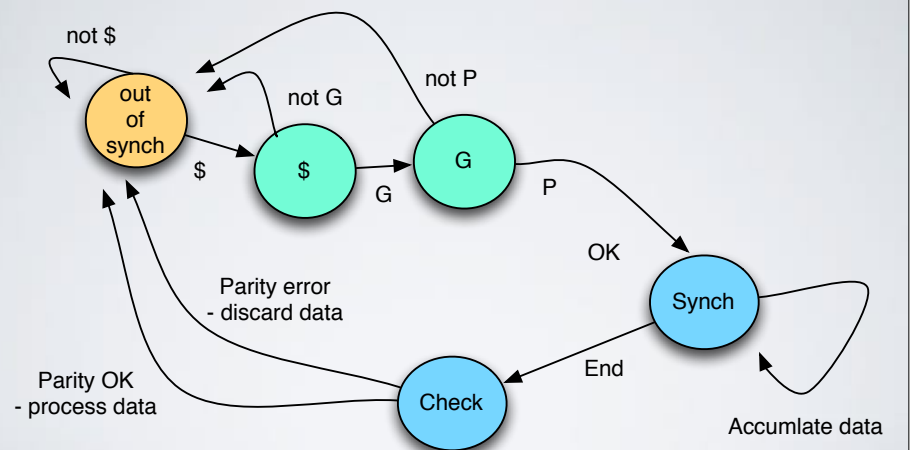 not $
out
of
synch
$
not G
$
G
not P
G
P
OK
Synch
Accumlate data
End
Check
Parity error
- discard data
Parity OK
- process data